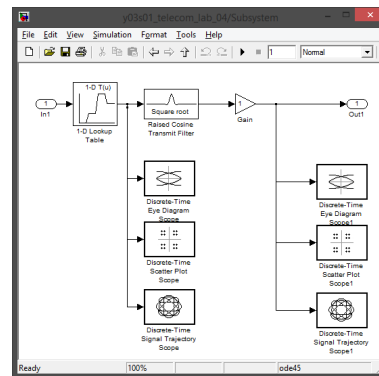 y03s01_telecom_lab_04/Subsystem
File Edit View Simulation Format Tools Help
1 Normal
1-D T(u)
1
In1
1-D Lookup
Table
Square root
Raised Cosine
Transmit Filter
1
Gain
1
Out1
Discrete-Time
Eye Diagram
Scope
Discrete-Time
Scatter Plot
Scope
Discrete-Time
Signal Trajectory
Scope
Discrete-Time
Eye Diagram
Scope1
Discrete-Time
Scatter Plot
Scope1
Discrete-Time
Signal Trajectory
Scope1
Ready 100% ode45